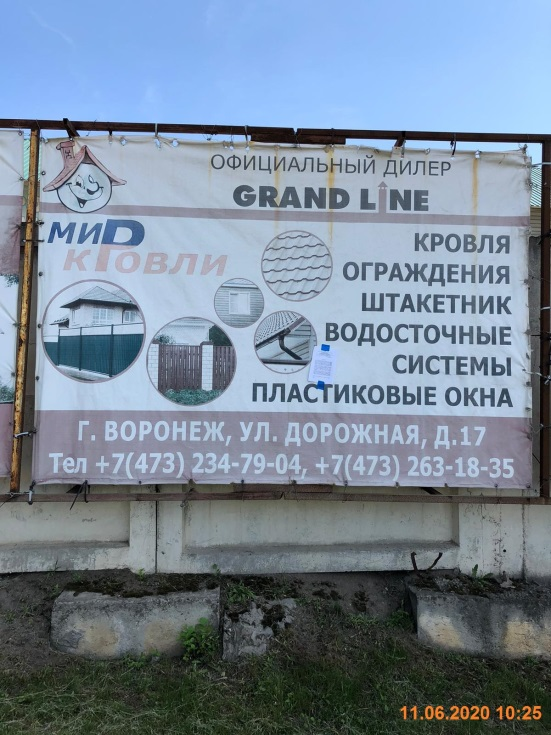 ОФИЦИАЛЬНЫЙ ДИЛЕР
GRAND LINE
МИР
КРОВЛИ
КРОВЛЯ
ОГРАЖДЕНИЯ
ШТАКЕТНИК
ВОДОСТОЧНЫЕ
СИСТЕМЫ
ПЛАСТИКОВЫЕ ОКНА
Г. ВОРОНЕЖ, УЛ. ДОРОЖНАЯ, Д.17
Тел +7(473) 234-79-04, +7(473) 263-18-35
11.06.2020 10:25